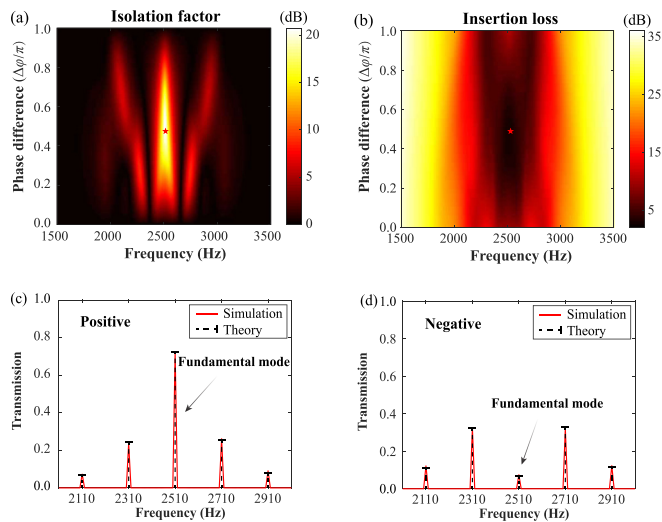 (a)
Isolation factor
(dB)
Phase difference (Δφ/π)
1.0
0.8
0.6
0.4
0.2
0.0
1500
2000
2500
3000
3500
Frequency (Hz)
20
15
10
5
0
(b)
Insertion loss
(dB)
Phase difference (Δφ/π)
1.0
0.8
0.6
0.4
0.2
0.0
1500
2000
2500
3000
3500
Frequency (Hz)
35
25
15
5
(c)
Positive
Simulation
Theory
Fundamental mode
Transmission
1.0
0.8
0.6
0.4
0.2
0.0
2110
2310
2510
2710
2910
Frequency (Hz)
(d)
Negative
Simulation
Theory
Fundamental mode
Transmission
1.0
0.8
0.6
0.4
0.2
0.0
2110
2310
2510
2710
2910
Frequency (Hz)